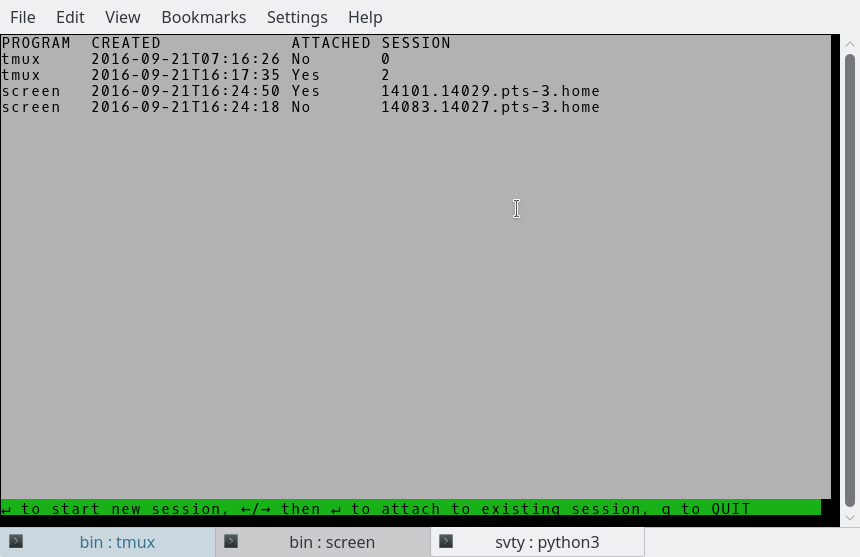 File Edit View Bookmarks Settings Help
PROGRAM CREATED ATTACHED SESSION
tmux 2016-09-21T07:16:26 No 0
tmux 2016-09-21T16:17:35 Yes 2
screen 2016-09-21T16:24:50 Yes 14101.14029.pts-3.home
screen 2016-09-21T16:24:18 No 14083.14027.pts-3.home
↵ to start new session, ←/→ then ↵ to attach to existing session, q to QUIT
bin : tmux bin : screen svty : python3